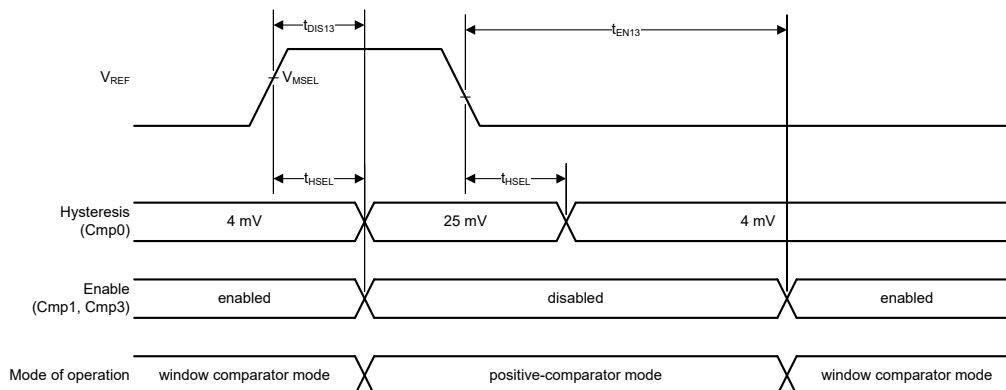 tDIS13
tEN13
VREF
VMSEL
tHSEL
tHSEL
Hysteresis
(Cmp0)
4 mV
25 mV
4 mV
Enable
(Cmp1, Cmp3)
enabled
disabled
enabled
Mode of operation
window comparator mode
positive-comparator mode
window comparator mode